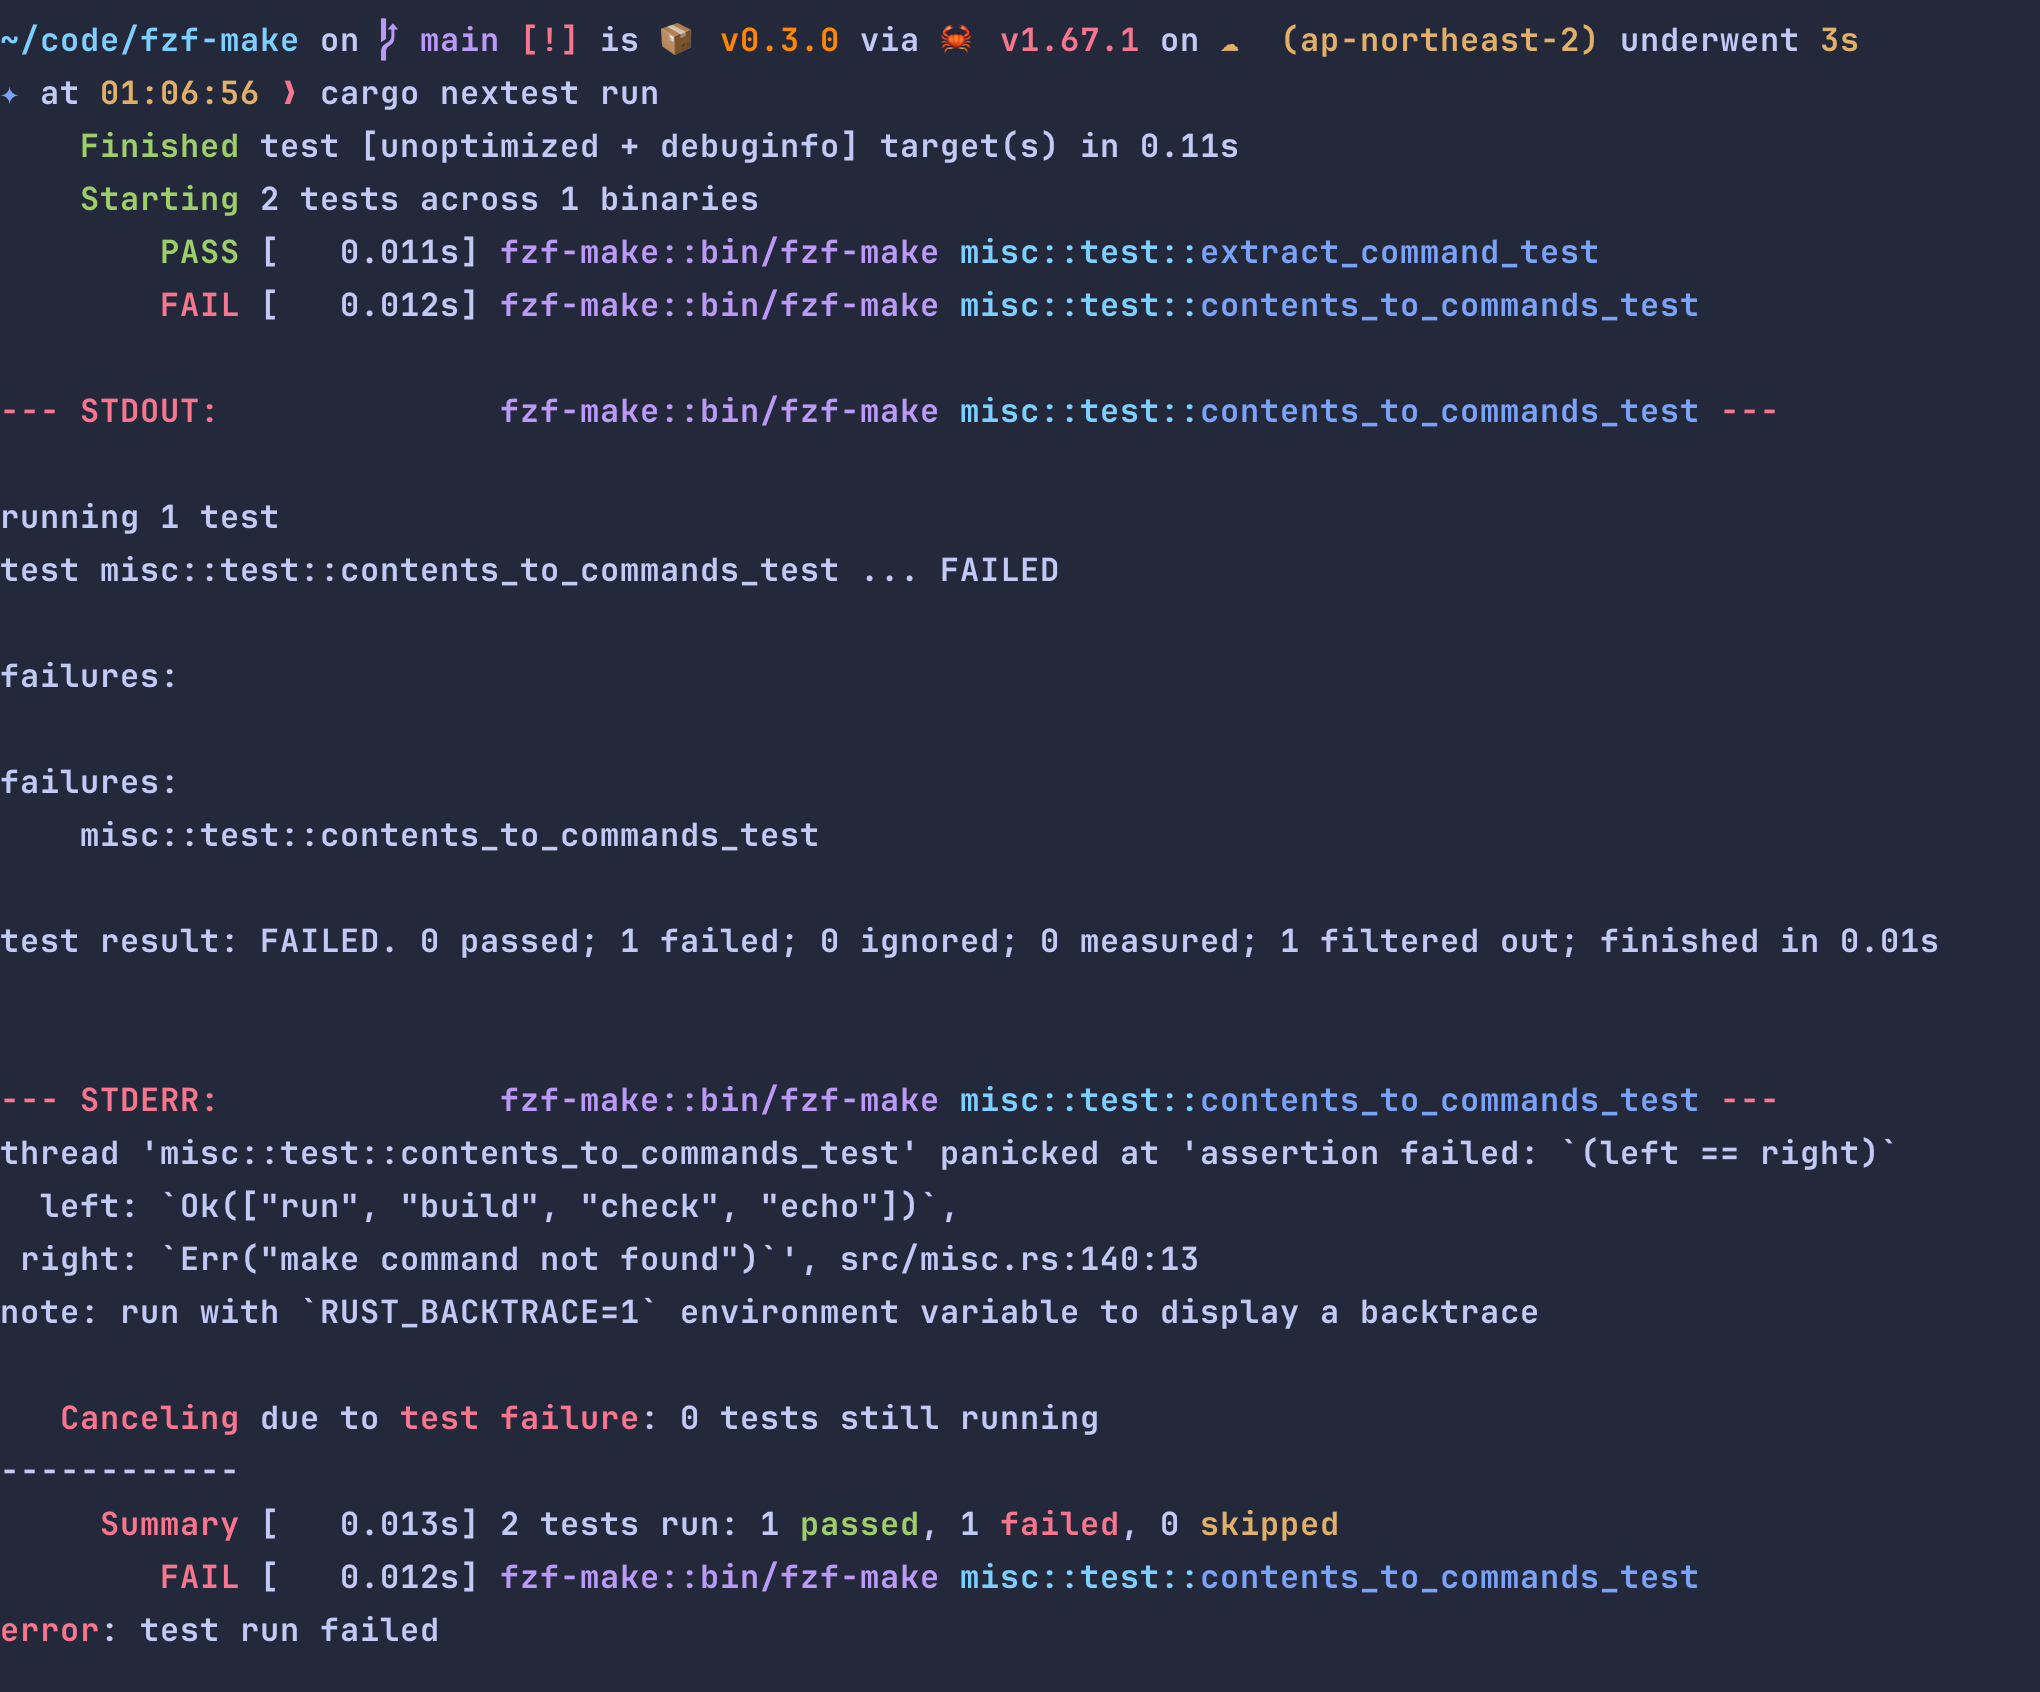 ~/code/fzf-make on main [!] is 📦 v0.3.0 via 🦀 v1.67.1 on ☁ (ap-northeast-2) underwent 3s
✦ at 01:06:56 ❱ cargo nextest run
    Finished test [unoptimized + debuginfo] target(s) in 0.11s
    Starting 2 tests across 1 binaries
        PASS [   0.011s] fzf-make::bin/fzf-make misc::test::extract_command_test
        FAIL [   0.012s] fzf-make::bin/fzf-make misc::test::contents_to_commands_test
--- STDOUT:              fzf-make::bin/fzf-make misc::test::contents_to_commands_test ---
running 1 test
test misc::test::contents_to_commands_test ... FAILED
failures:
failures:
    misc::test::contents_to_commands_test
test result: FAILED. 0 passed; 1 failed; 0 ignored; 0 measured; 1 filtered out; finished in 0.01s
--- STDERR:              fzf-make::bin/fzf-make misc::test::contents_to_commands_test ---
thread 'misc::test::contents_to_commands_test' panicked at 'assertion failed: `(left == right)`
  left: `Ok(["run", "build", "check", "echo"])`,
 right: `Err("make command not found")`', src/misc.rs:140:13
note: run with `RUST_BACKTRACE=1` environment variable to display a backtrace
   Canceling due to test failure: 0 tests still running
------------
     Summary [   0.013s] 2 tests run: 1 passed, 1 failed, 0 skipped
        FAIL [   0.012s] fzf-make::bin/fzf-make misc::test::contents_to_commands_test
error: test run failed